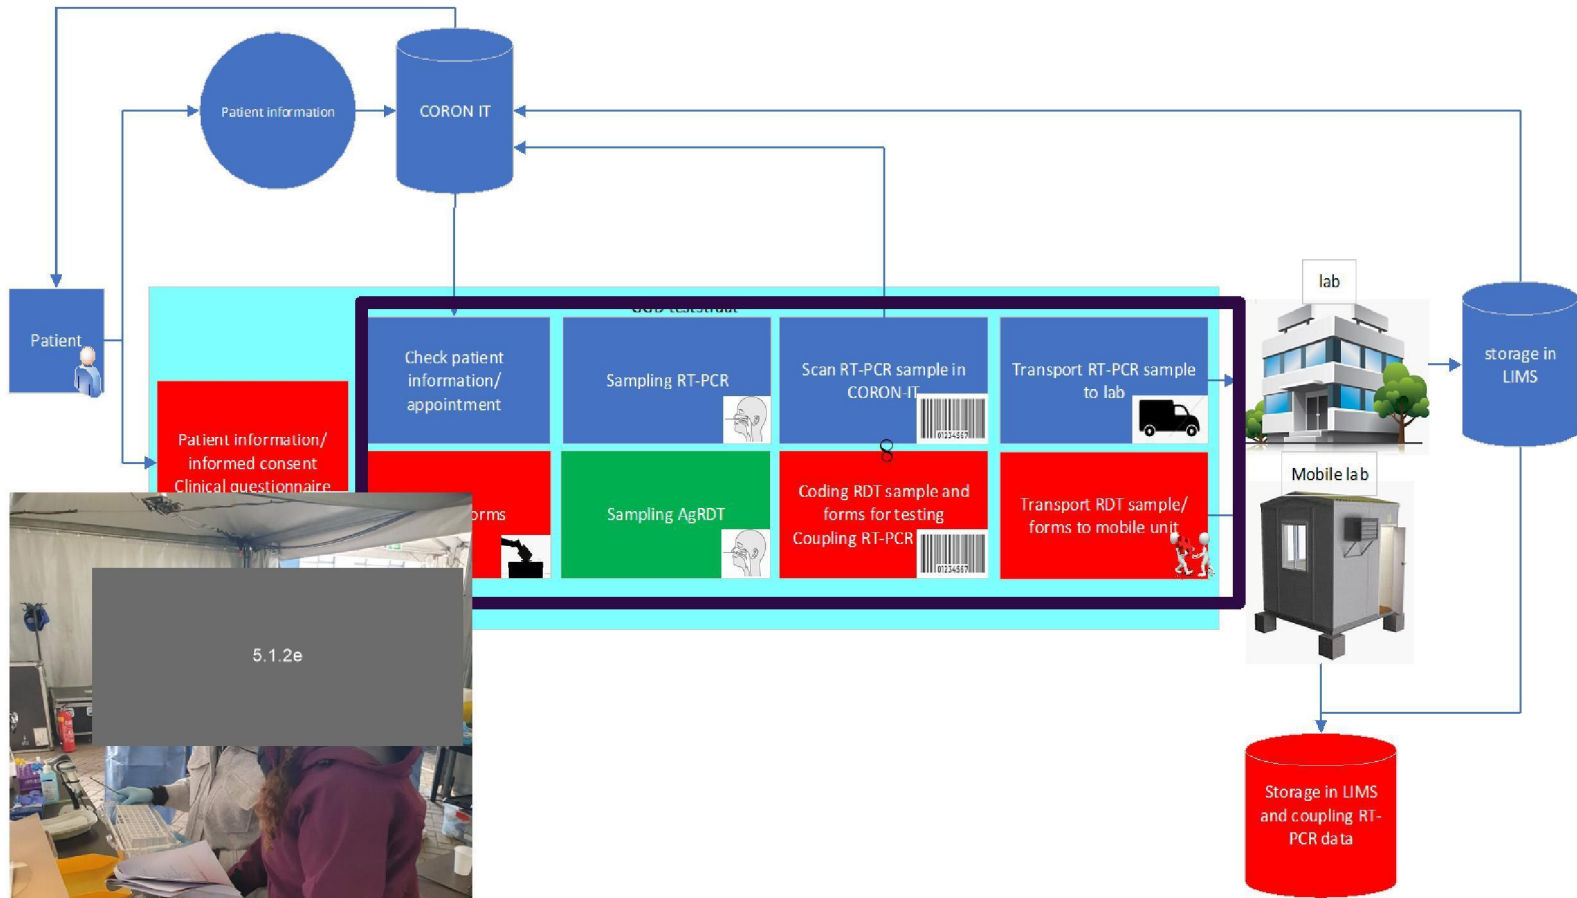 Patient information
CORON IT
Patient
lab
storage in
LIMS
Check patient
information/
appointment
Sampling RT-PCR
Scan RT-PCR sample in
CORON-IT
01234567
Transport RT-PCR sample
to lab
Patient information/
informed consent
Clinical questionnaire
Sampling AgRDT
8
Coding RDT sample and
forms for testing
Coupling RT-PCR
01234567
Transport RDT sample/
forms to mobile unit
Mobile lab
5.1.2e
Storage in LIMS
and coupling RT-
PCR data